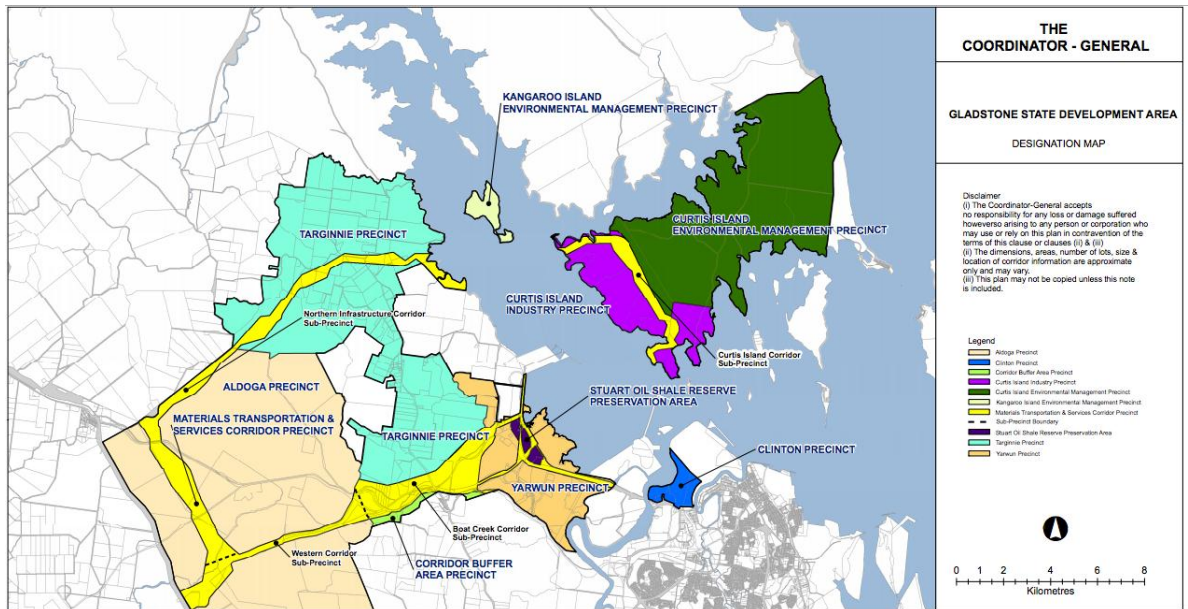 THE
COORDINATOR - GENERAL
GLADSTONE STATE DEVELOPMENT AREA
DESIGNATION MAP
Disclaimer
(i) The Coordinator-General accepts
no responsibility for any loss or damage suffered
howeverso arising to any person or corporation who
may use or rely on this plan in contravention of the
terms of this clause or clauses (ii) & (iii)
(ii) The dimensions, areas, number of lots, size &
location of corridor information are approximate
only and may vary.
(iii) This plan may not be copied unless this note
is included.
Legend
Aldoga Precinct
Clinton Precinct
Corridor Buffer Area Precinct
Curtis Island Industry Precinct
Curtis Island Environmental Management Precinct
Kangaroo Island Environmental Management Precinct
Materials Transportation & Services Corridor Precinct
Sub-Precinct Boundary
Stuart Oil Shale Reserve Preservation Area
Targinnie Precinct
Yarwun Precinct
0 2 4 6 8
Kilometres
KANGAROO ISLAND
ENVIRONMENTAL MANAGEMENT PRECINCT
TARGINNIE PRECINCT
CURTIS ISLAND
ENVIRONMENTAL MANAGEMENT PRECINCT
CURTIS ISLAND
INDUSTRY PRECINCT
Northern Infrastructure Corridor
Sub-Precinct
Curtis Island Corridor
Sub-Precinct
ALDOGA PRECINCT
STUART OIL SHALE RESERVE
PRESERVATION AREA
MATERIALS TRANSPORTATION &
SERVICES CORRIDOR PRECINCT
TARGINNIE PRECINCT
CLINTON PRECINCT
YARWUN PRECINCT
Boat Creek Corridor
Sub-Precinct
Western Corridor
Sub-Precinct
CORRIDOR BUFFER
AREA PRECINCT